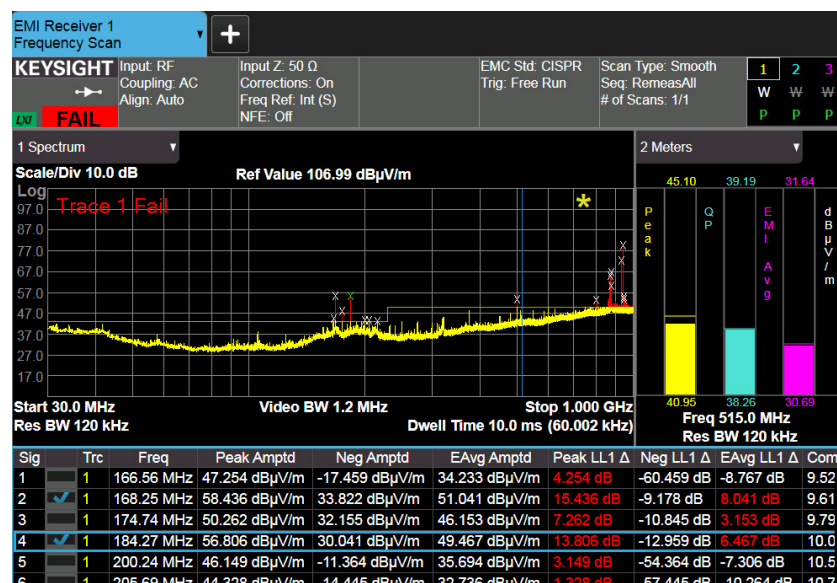 EMI Receiver 1
Frequency Scan
+
KEYSIGHT Input: RF Input Z: 50 Ω EMC Std: CISPR Scan Type: Smooth 1 2 3
Coupling: AC Corrections: On Trig: Free Run Seq: RemeasAll W W W
Align: Auto Freq Ref: Int (S) # of Scans: 1/1
LXI FAIL NFE: Off P P P
1 Spectrum 2 Meters
Scale/Div 10.0 dB Ref Value 106.99 dBµV/m
Log 45.10 39.19 31.64
97.0 Trace 1 Fail
87.0
77.0
67.0
57.0
47.0
37.0
27.0
17.0
Peak QP EMI Avg dBµV/m
40.95 38.26 30.69
Start 30.0 MHz Video BW 1.2 MHz Stop 1.000 GHz
Res BW 120 kHz Dwell Time 10.0 ms (60.002 kHz)
Freq 515.0 MHz
Res BW 120 kHz
Sig Trc Freq Peak Amptd Neg Amptd EAvg Amptd Peak LL1 Δ Neg LL1 Δ EAvg LL1 Δ Com
1 1 166.56 MHz 47.254 dBµV/m -17.459 dBµV/m 34.233 dBµV/m 4.254 dB -60.459 dB -8.767 dB 9.52
2 1 168.25 MHz 58.436 dBµV/m 33.822 dBµV/m 51.041 dBµV/m 15.436 dB -9.178 dB 8.041 dB 9.61
3 1 174.74 MHz 50.262 dBµV/m 32.155 dBµV/m 46.153 dBµV/m 7.262 dB -10.845 dB 3.153 dB 9.79
4 1 184.27 MHz 56.806 dBµV/m 30.041 dBµV/m 49.467 dBµV/m 13.806 dB -12.959 dB 6.467 dB 10.0
5 1 200.24 MHz 46.149 dBµV/m -11.364 dBµV/m 35.694 dBµV/m 3.149 dB -54.364 dB -7.306 dB 10.5